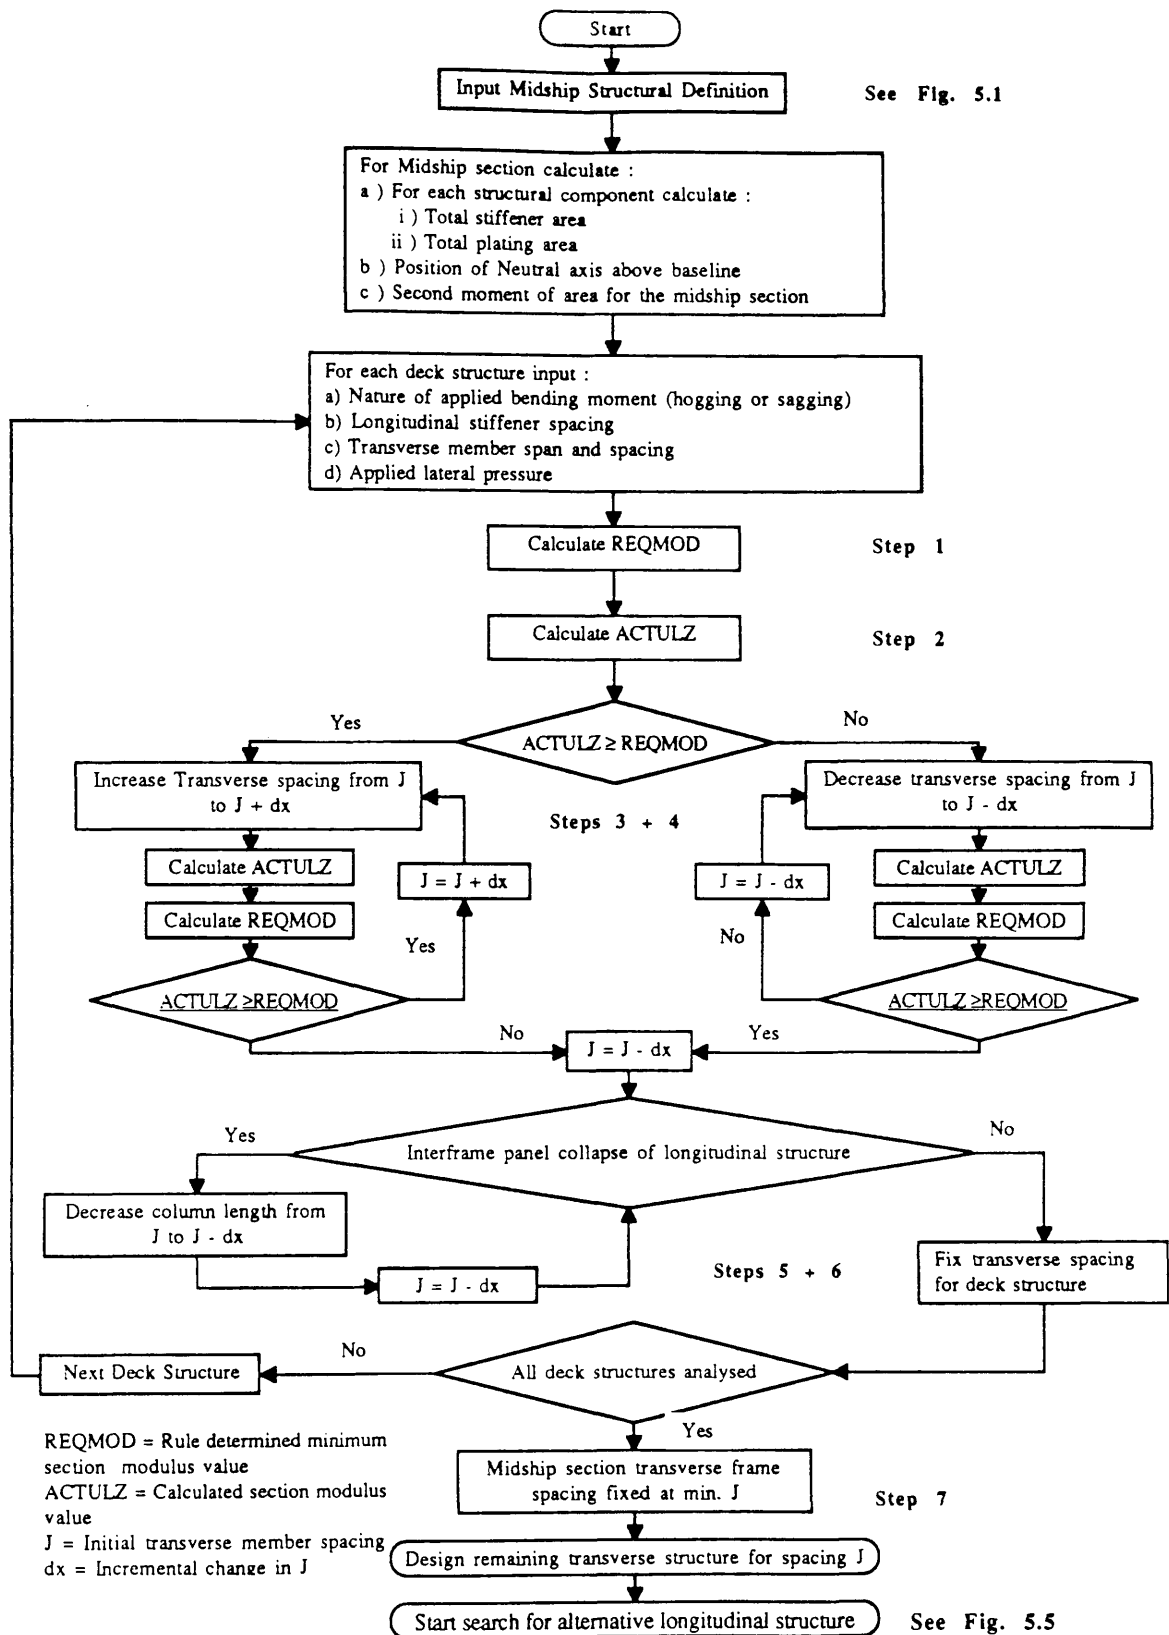 Start
Input Midship Structural Definition
See Fig. 5.1
For Midship section calculate :
a ) For each structural component calculate :
i ) Total stiffener area
ii ) Total plating area
b ) Position of Neutral axis above baseline
c ) Second moment of area for the midship section
For each deck structure input :
a) Nature of applied bending moment (hogging or sagging)
b) Longitudinal stiffener spacing
c) Transverse member span and spacing
d) Applied lateral pressure
Calculate REQMOD
Step 1
Calculate ACTULZ
Step 2
Yes
ACTULZ ≥ REQMOD
No
Increase Transverse spacing from J
to J + dx
Decrease transverse spacing from J
to J - dx
Steps 3 + 4
Calculate ACTULZ
J = J + dx
J = J - dx
Calculate ACTULZ
Calculate REQMOD
Calculate REQMOD
Yes
No
ACTULZ ≥REQMOD
ACTULZ ≥REQMOD
No
J = J - dx
Yes
Yes
Interframe panel collapse of longitudinal structure
No
Decrease column length from
J to J - dx
J = J - dx
Steps 5 + 6
Fix transverse spacing
for deck structure
Next Deck Structure
No
All deck structures analysed
Yes
REQMOD = Rule determined minimum
section modulus value
ACTULZ = Calculated section modulus
value
J = Initial transverse member spacing
dx = Incremental change in J
Midship section transverse frame
spacing fixed at min. J
Step 7
Design remaining transverse structure for spacing J
Start search for alternative longitudinal structure
See Fig. 5.5